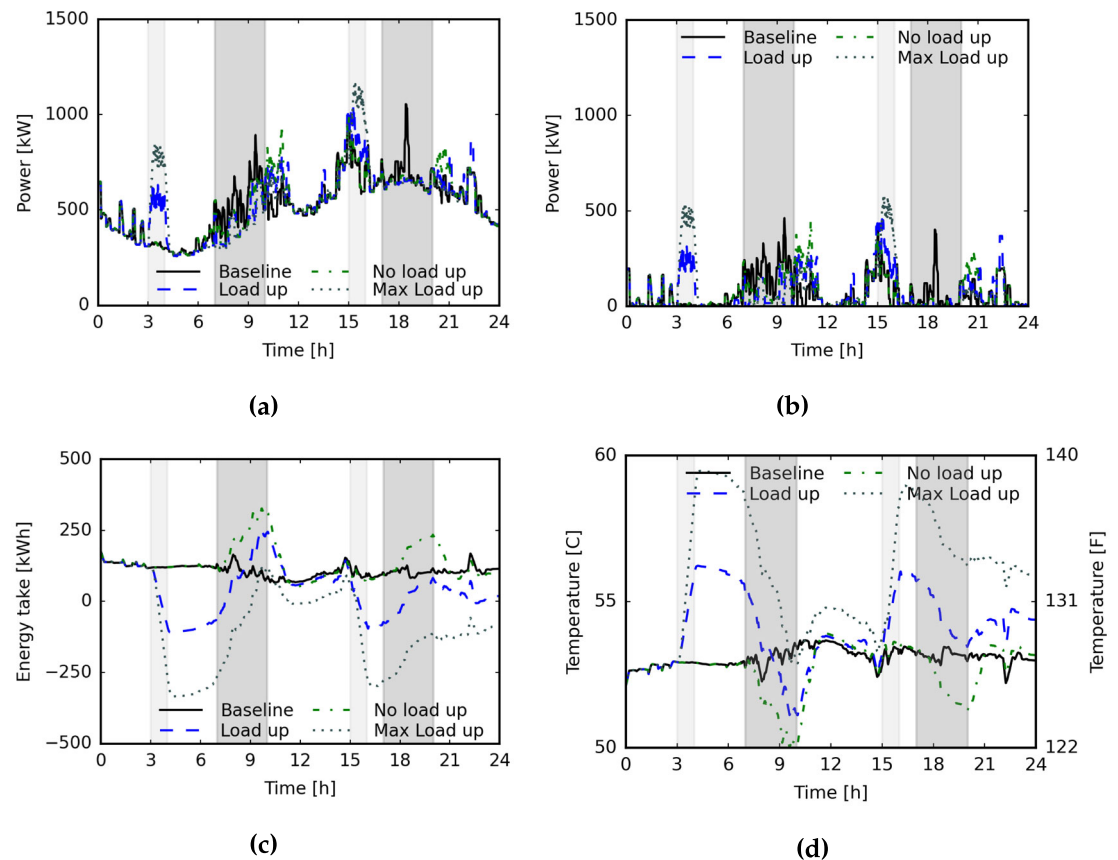 1500
1000
500
0
Power [kW]
Baseline
Load up
No load up
Max Load up
0 3 6 9 12 15 18 21 24
Time [h]
(a)
1500
1000
500
0
Power [kW]
Baseline
Load up
No load up
Max Load up
0 3 6 9 12 15 18 21 24
Time [h]
(b)
500
250
0
−250
−500
Energy take [kWh]
Baseline
Load up
No load up
Max Load up
0 3 6 9 12 15 18 21 24
Time [h]
(c)
60
55
50
Temperature [C]
Baseline
Load up
No load up
Max Load up
140
131
122
Temperature [F]
0 3 6 9 12 15 18 21 24
Time [h]
(d)